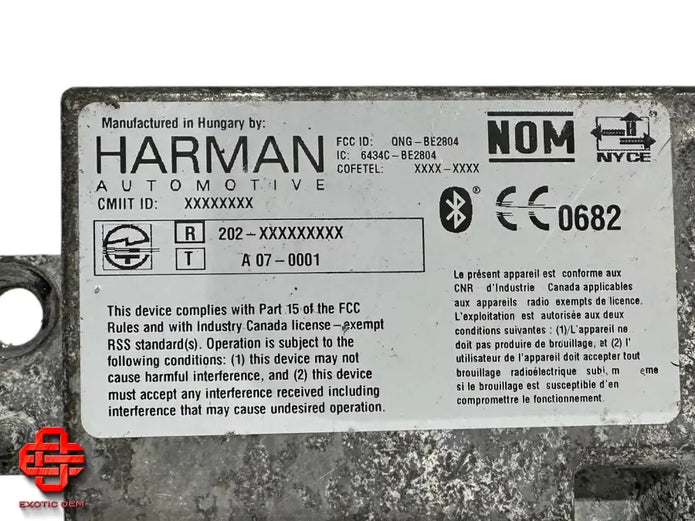 Manufactured in Hungary by:
HARMAN
AUTOMOTIVE
CMIIT ID: XXXXXXXX
FCC ID: QNG-BE2804
IC: 6434C-BE2804
COFETEL: XXXX-XXXX
NOM
NYCE
R 202-XXXXXXXXX
T A 07-0001
® CE 0682
This device complies with Part 15 of the FCC
Rules and with Industry Canada license-exempt
RSS standard(s). Operation is subject to the
following conditions: (1) this device may not
cause harmful interference, and (2) this device
must accept any interference received including
interference that may cause undesired operation.
Le présent appareil est conforme aux
CNR d'Industrie Canada applicables
aux appareils radio exempts de licence.
L'exploitation est autorisée aux deux
conditions suivantes : (1)/L'appareil ne
doit pas produire de brouillage, et (2) l'
utilisateur de l'appareil doit accepter tout
brouillage radioélectrique
si le brouillage est susceptible d'en
compromettre le fonctionnement.
EXOTIC OEM